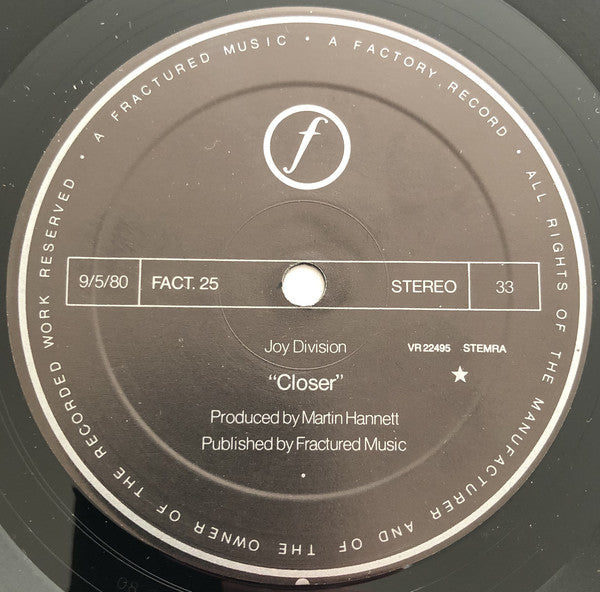 A FRACTURED MUSIC • A FACTORY RECORD • ALL RIGHTS OF THE MANUFACTURER AND OF THE OWNER OF THE RECORDED WORK RESERVED •
f
9/5/80 FACT. 25 STEREO 33
Joy Division VR 22495 STEMRA
★
“Closer”
Produced by Martin Hannett
Published by Fractured Music